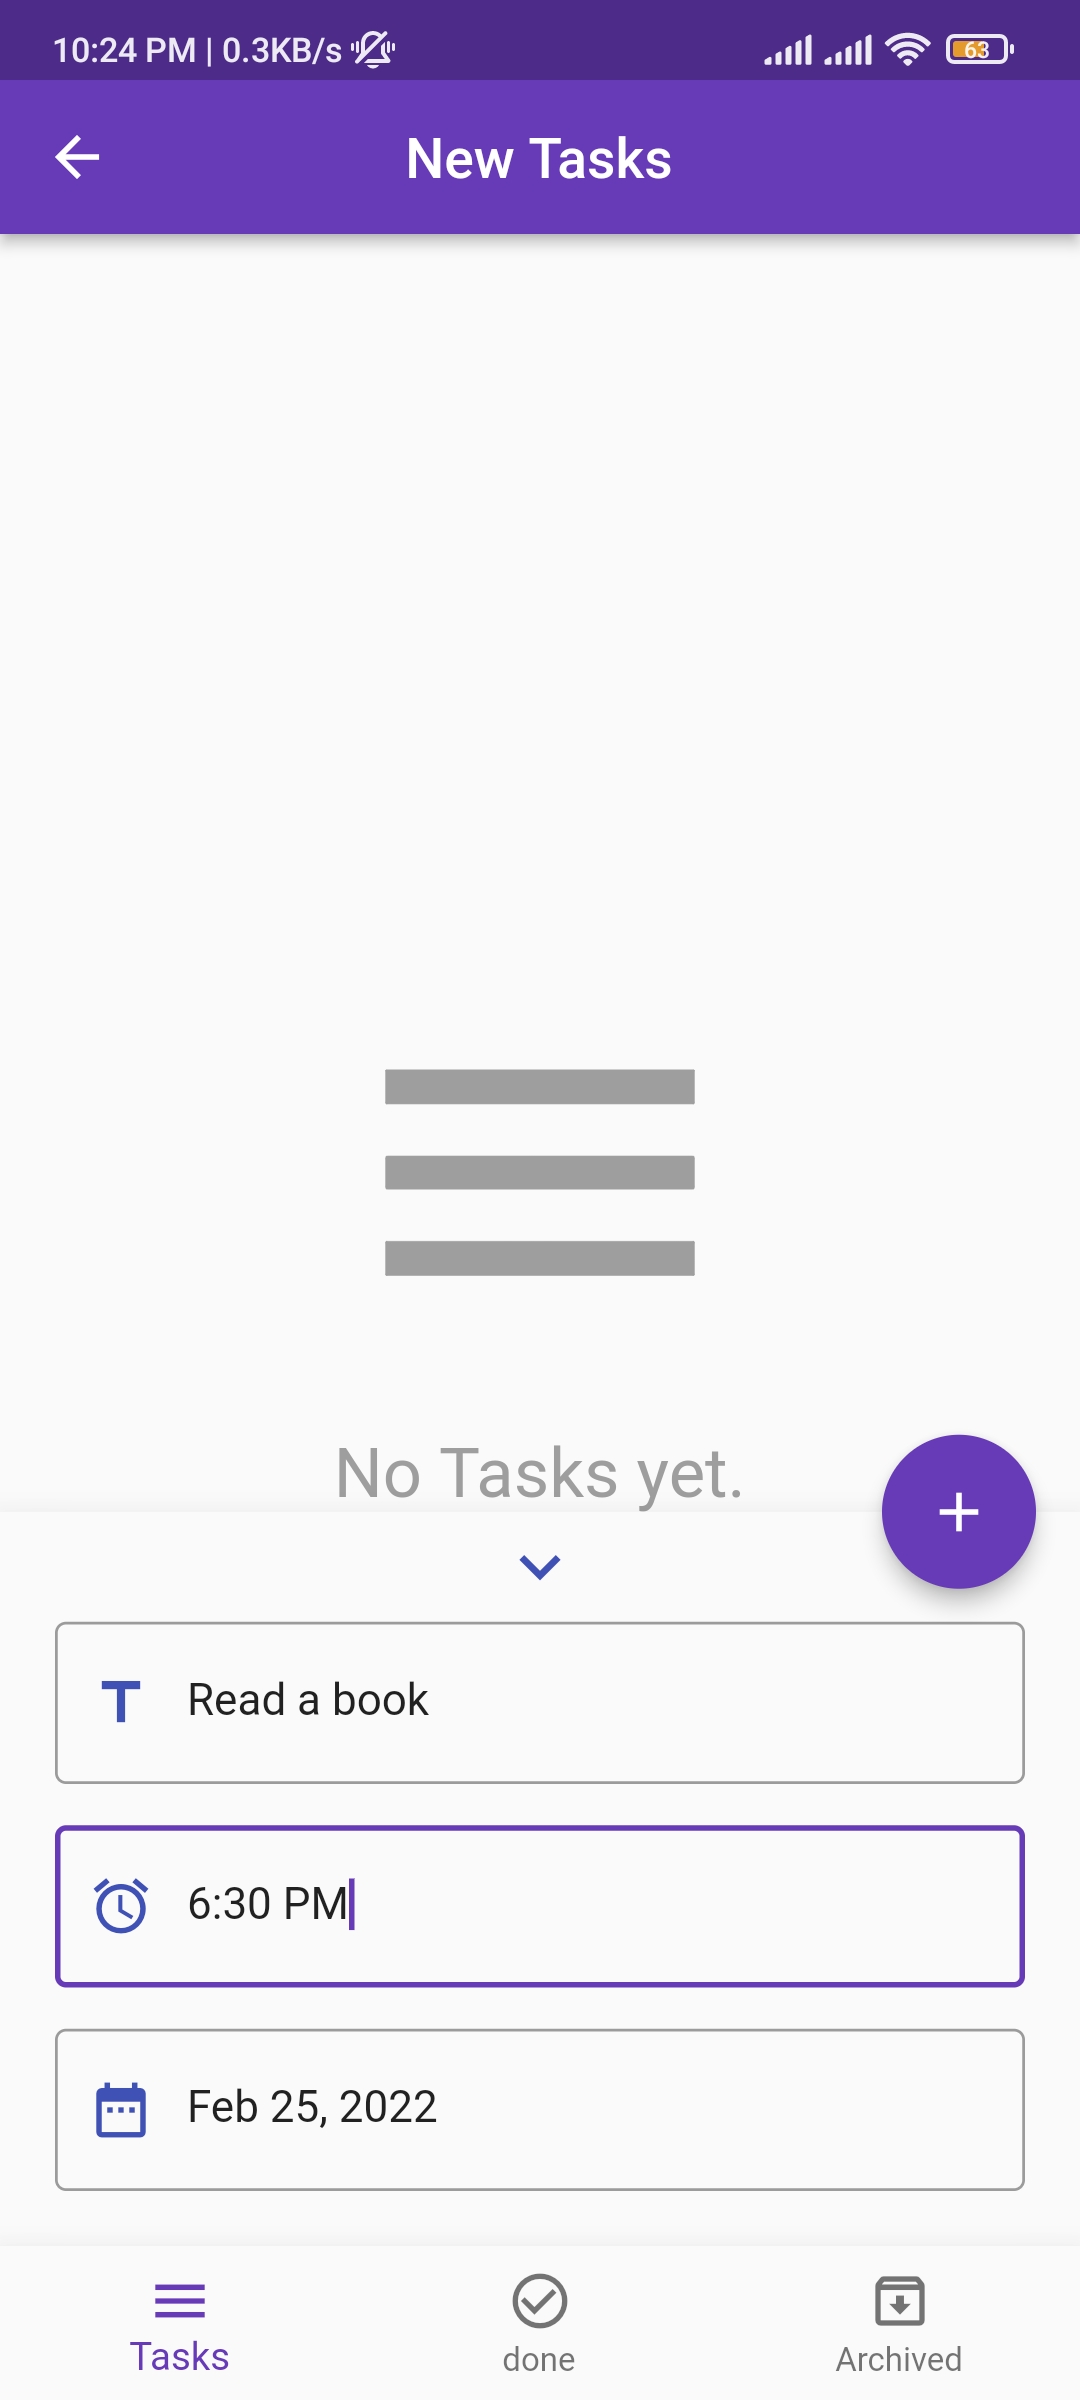 10:24 PM | 0.3KB/s
63
New Tasks
No Tasks yet.
Read a book
6:30 PM
Feb 25, 2022
Tasks
done
Archived